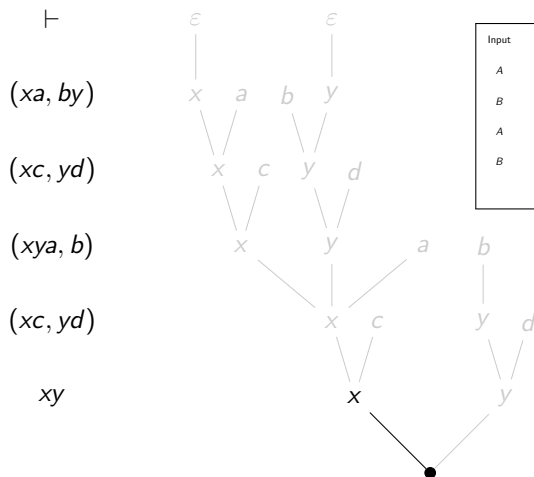 ⊢ ε ε
Input
(xa, by) x a b y
A
B
A
B
(xc, yd) x c y d
(xya, b) x y a b
(xc, yd) x c y d
xy x y